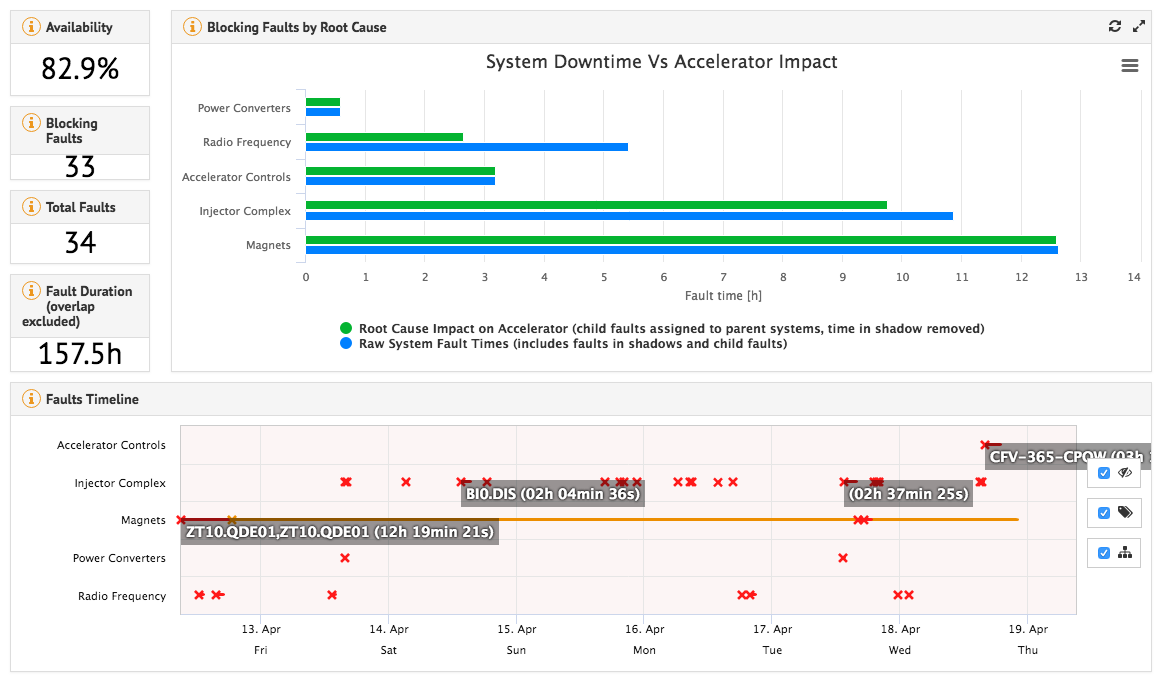 Availability
82.9%
Blocking
Faults
33
Total Faults
34
Fault Duration
(overlap
excluded)
157.5h
Blocking Faults by Root Cause
System Downtime Vs Accelerator Impact
Power Converters
Radio Frequency
Accelerator Controls
Injector Complex
Magnets
0 1 2 3 4 5 6 7 8 9 10 11 12 13 14
Fault time [h]
Root Cause Impact on Accelerator (child faults assigned to parent systems, time in shadow removed)
Raw System Fault Times (includes faults in shadows and child faults)
Faults Timeline
Accelerator Controls
CFV-365-CPOW (03h
Injector Complex
BI0.DIS (02h 04min 36s)
(02h 37min 25s)
Magnets
ZT10.QDE01,ZT10.QDE01 (12h 19min 21s)
Power Converters
Radio Frequency
13. Apr 14. Apr 15. Apr 16. Apr 17. Apr 18. Apr 19. Apr
Fri Sat Sun Mon Tue Wed Thu